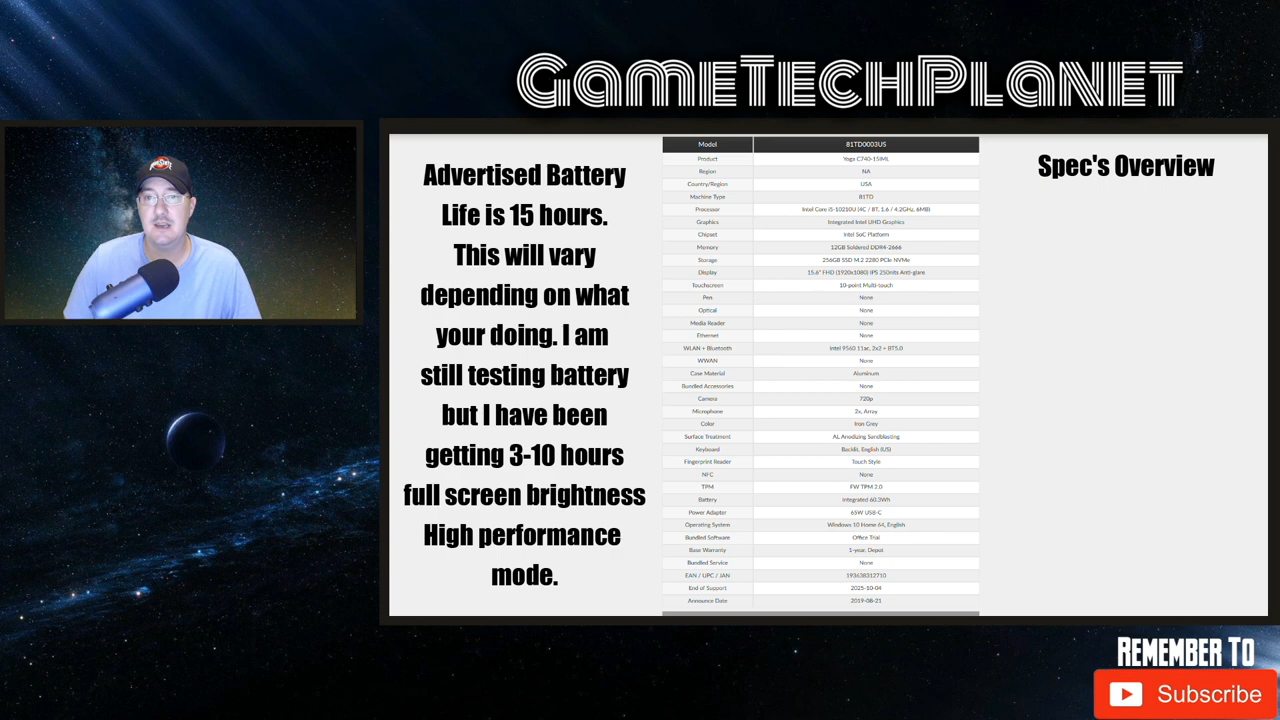 GameTechPlanet
Advertised Battery
Life is 15 hours.
This will vary
depending on what
your doing. I am
still testing battery
but I have been
getting 3-10 hours
full screen brightness
High performance
mode.
Model 81TD0003US
Product Yoga C740-15IML
Region NA
Country/Region USA
Machine Type 81TD
Processor Intel Core i5-10210U (4C / 8T, 1.6 / 4.2GHz, 6MB)
Graphics Integrated Intel UHD Graphics
Chipset Intel SoC Platform
Memory 12GB Soldered DDR4-2666
Storage 256GB SSD M.2 2280 PCIe NVMe
Display 15.6" FHD (1920x1080) IPS 250nits Anti-glare
Touchscreen 10-point Multi-touch
Pen None
Optical None
Media Reader None
Ethernet None
WLAN + Bluetooth Intel 9560 11ac, 2x2 + BT5.0
WWAN None
Case Material Aluminum
Bundled Accessories None
Camera 720p
Microphone 2x, Array
Color Iron Grey
Surface Treatment AL Anodizing Sandblasting
Keyboard Backlit, English (US)
Fingerprint Reader Touch Style
NFC None
TPM FW TPM 2.0
Battery Integrated 60.3Wh
Power Adapter 65W USB-C
Operating System Windows 10 Home 64, English
Bundled Software Office Trial
Base Warranty 1-year, Depot
Bundled Service None
EAN / UPC / JAN 193638312710
End of Support 2025-10-04
Announce Date 2019-08-21
Spec's Overview
Remember To
Subscribe